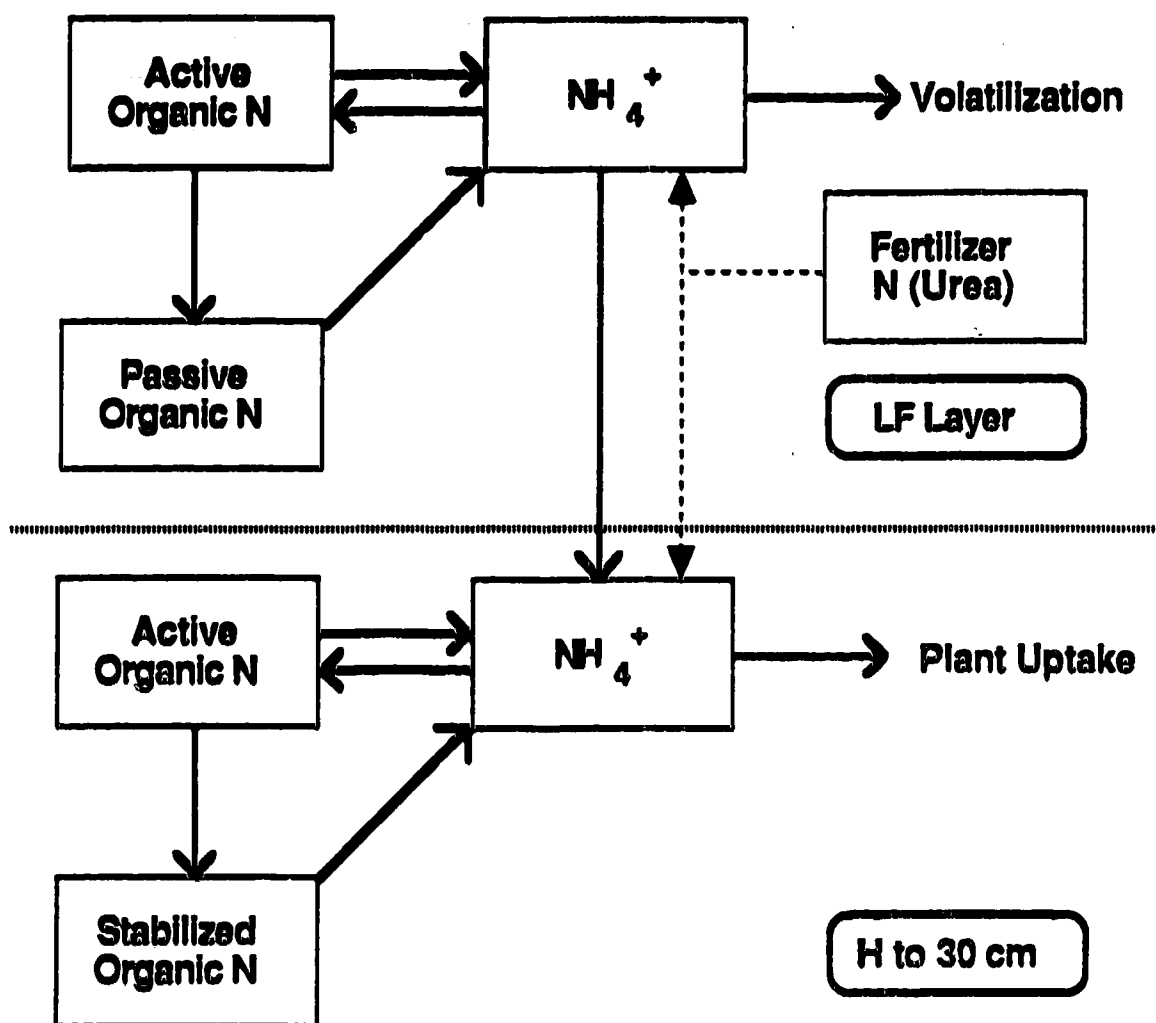 Active
Organic N
NH4+
Volatilization
Fertilizer
N (Urea)
Passive
Organic N
LF Layer
Active
Organic N
NH4+
Plant Uptake
Stabilized
Organic N
H to 30 cm